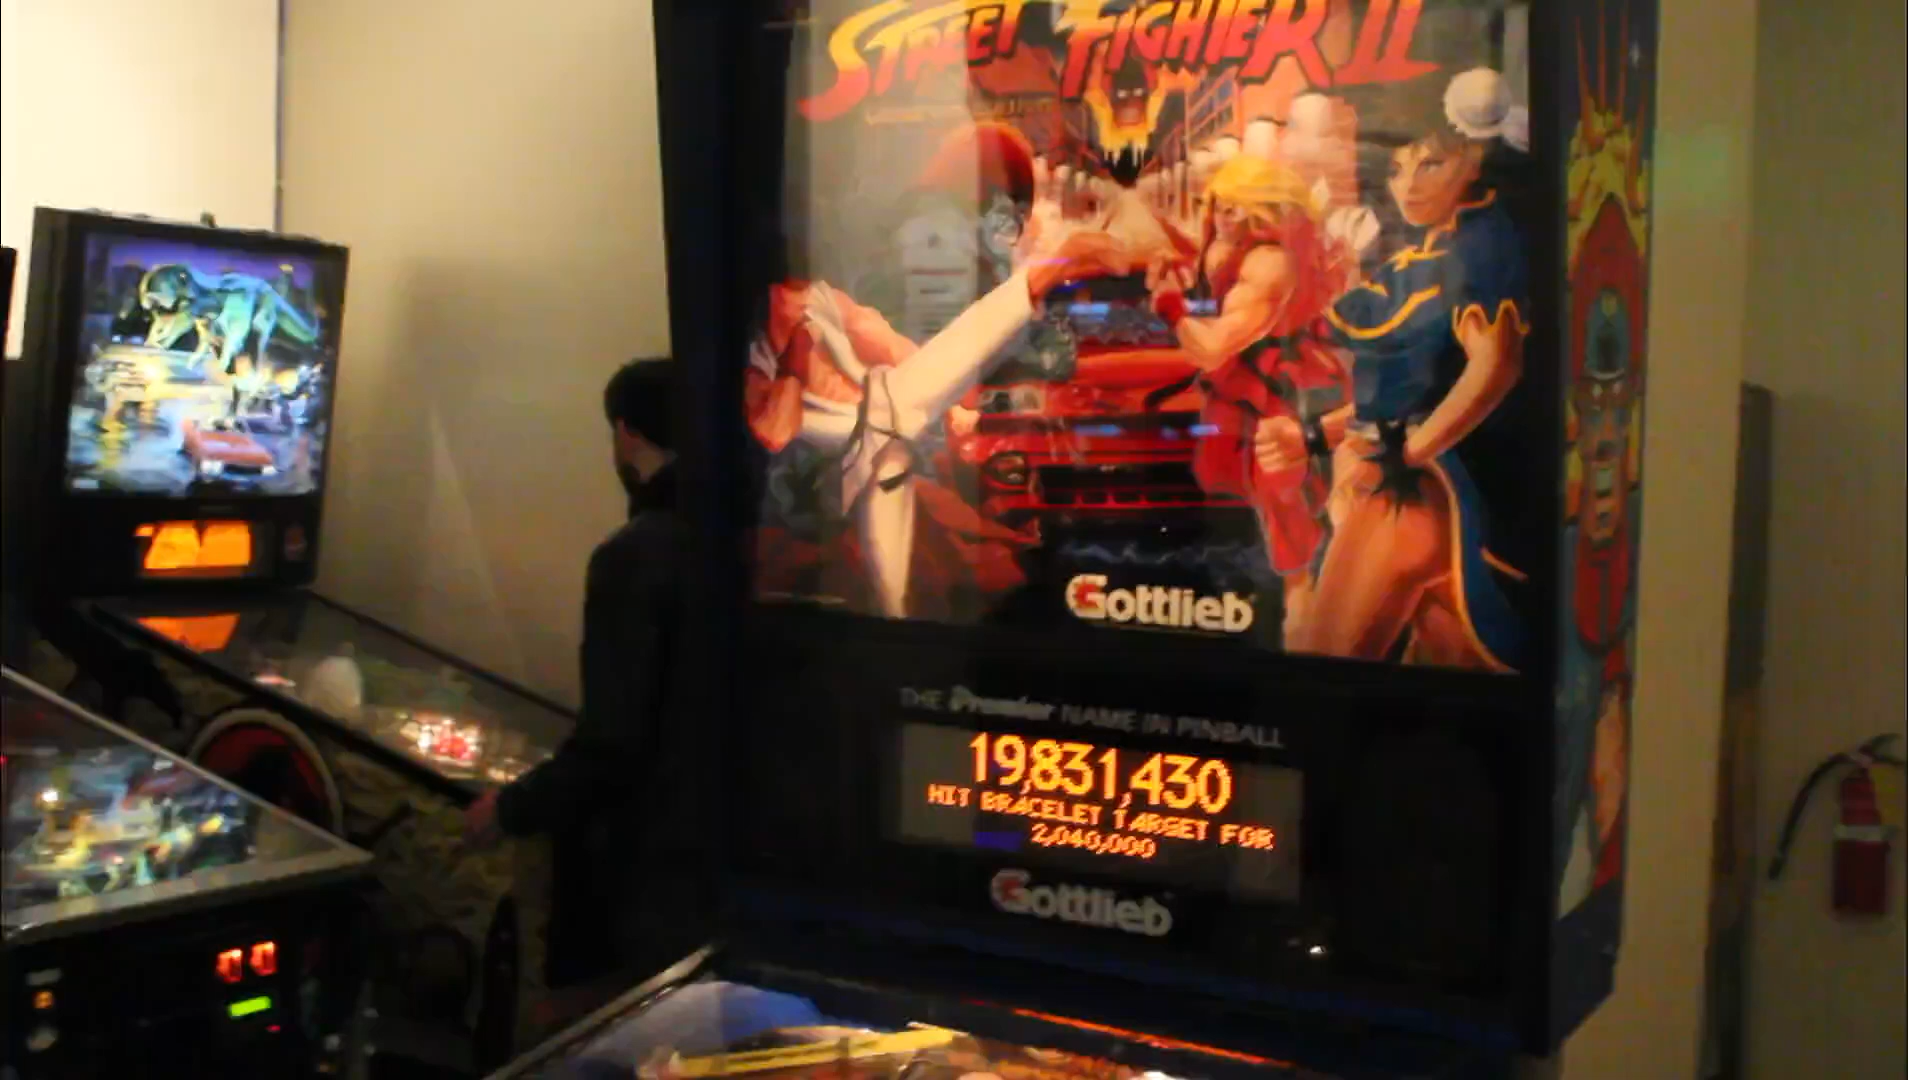 STREET FIGHTER II
Gottlieb
THE Premier NAME IN PINBALL
19,831,430
HIT BRACELET TARGET FOR
2,040,000
Gottlieb